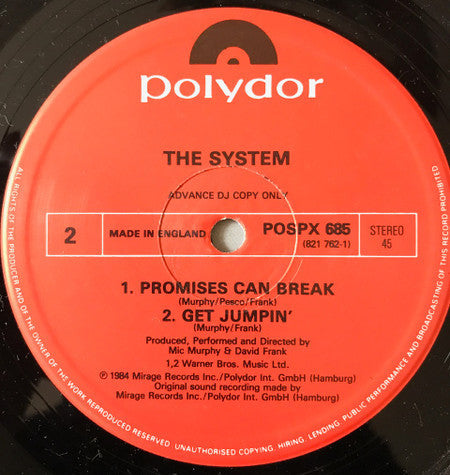 polydor
THE SYSTEM
ADVANCE DJ COPY ONLY
2
MADE IN ENGLAND
POSPX 685
(821 762-1)
STEREO
45
1. PROMISES CAN BREAK
(Murphy/Pesco/Frank)
2. GET JUMPIN'
(Murphy/Frank)
Produced, Performed and Directed by
Mic Murphy & David Frank
1,2 Warner Bros. Music Ltd.
℗ 1984 Mirage Records Inc./Polydor Int. GmbH (Hamburg)
Original sound recording made by
Mirage Records Inc./Polydor Int. GmbH (Hamburg)
ALL RIGHTS OF THE PRODUCER AND OF THE OWNER OF THE WORK REPRODUCED RESERVED. UNAUTHORISED COPYING, HIRING, LENDING, PUBLIC PERFORMANCE AND BROADCASTING OF THIS RECORD PROHIBITED